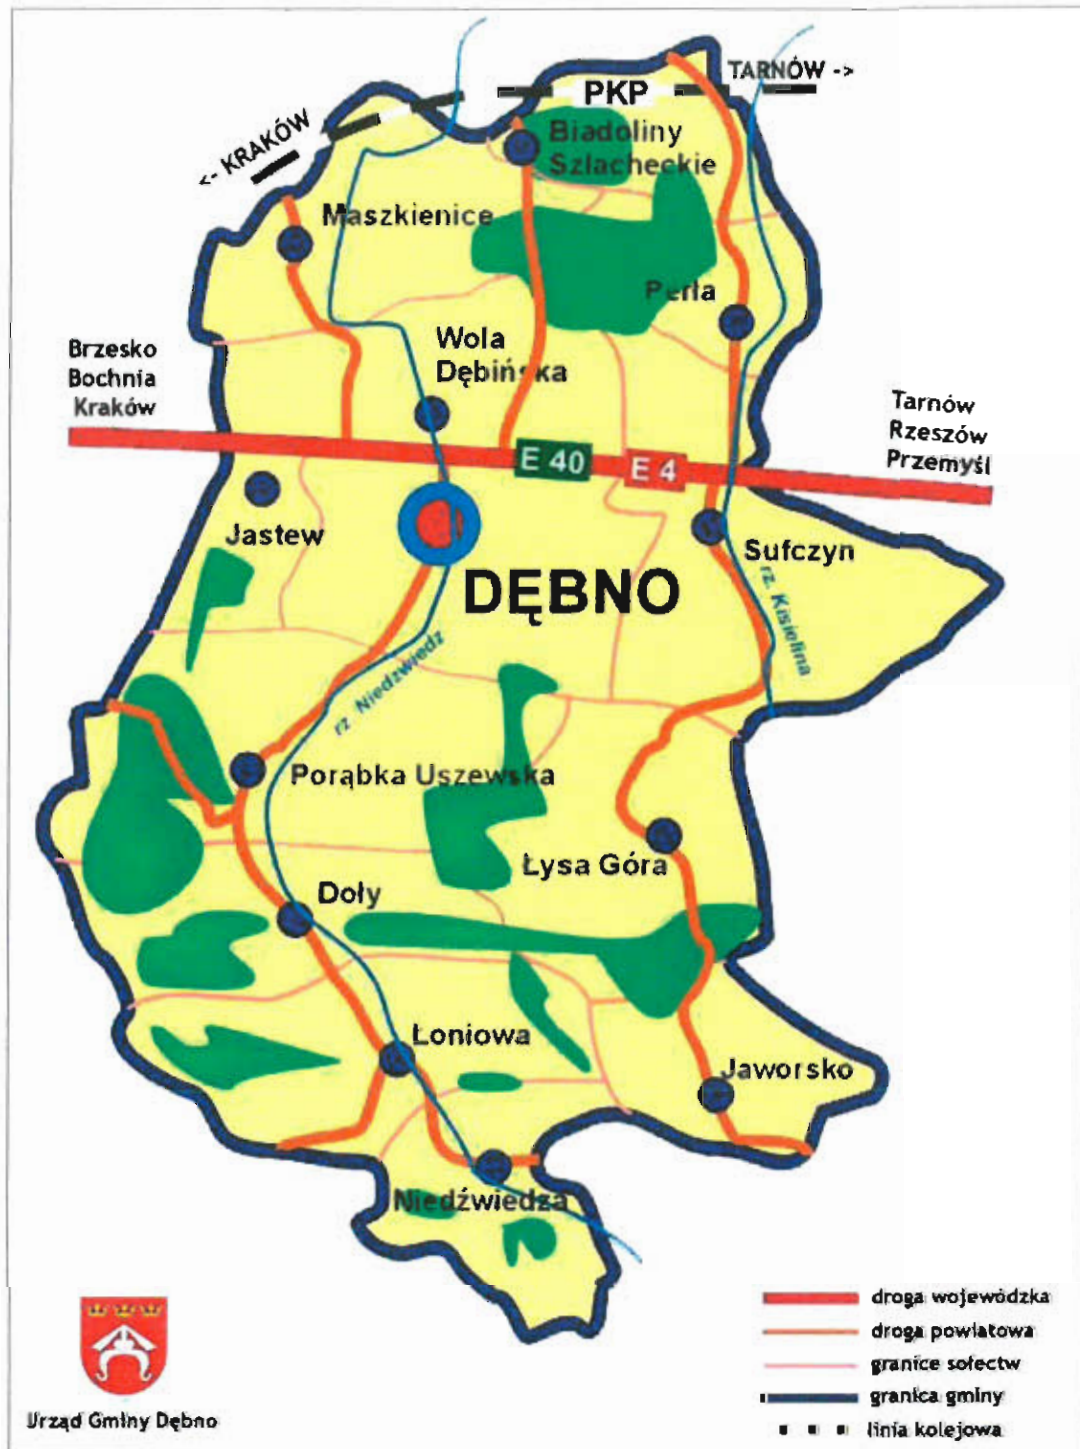 TARNÓW ->
PKP
<- KRAKÓW
Biadoliny
Szlacheckie
Maszkienice
Perła
Wola
Dębińska
Brzesko
Bochnia
Kraków
Tarnów
Rzeszów
Przemyśl
E 40
E 4
Jastew
Sufczyn
DĘBNO
rz. Kisielina
rz Niedźwiedź
Porąbka Uszewska
Łysa Góra
Doły
Łoniowa
Jaworsko
Niedźwiedza
droga wojewódzka
droga powiatowa
granice sołectw
granica gminy
linia kolejowa
Urząd Gminy Dębno